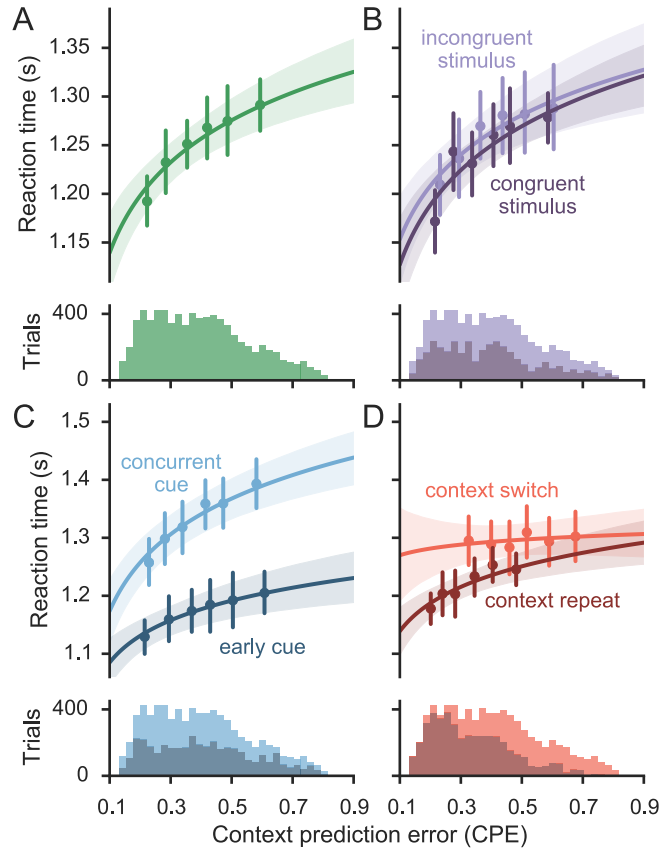 A
B
Reaction time (s)
1.35
1.30
1.25
1.20
1.15
incongruent
stimulus
congruent
stimulus
Trials
400
0
C
D
Reaction time (s)
1.5
1.4
1.3
1.2
1.1
concurrent
cue
early cue
context switch
context repeat
Trials
400
0
0.1 0.3 0.5 0.7 0.9
0.1 0.3 0.5 0.7 0.9
Context prediction error (CPE)